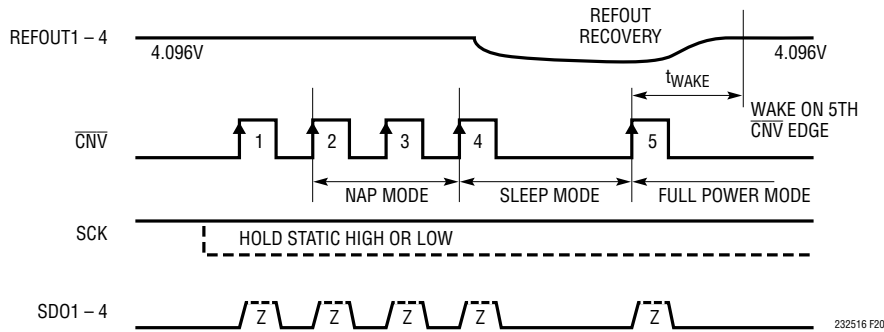 REFOUT1 – 4
4.096V
REFOUT
RECOVERY
4.096V
tWAKE
WAKE ON 5TH
CNV EDGE
CNV
1
2
3
4
5
NAP MODE
SLEEP MODE
FULL POWER MODE
SCK
HOLD STATIC HIGH OR LOW
SDO1 – 4
Z
Z
Z
Z
Z
232516 F20